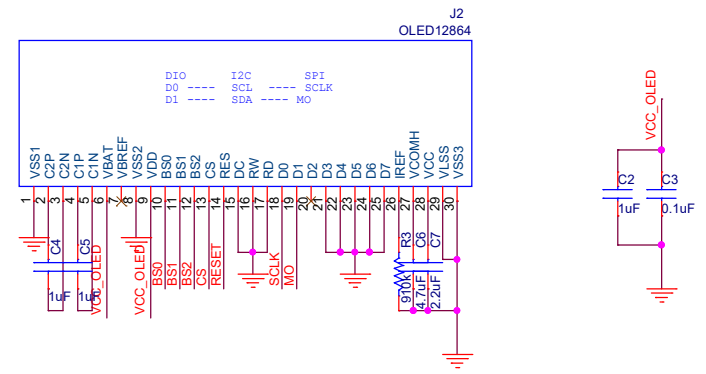 J2
OLED12864
DIO I2C SPI
D0 ---- SCL ---- SCLK
D1 ---- SDA ---- MO
VSS1
C2P
C2N
C1P
C1N
VBAT
VBREF
VSS2
VDD
BS0
BS1
BS2
CS
RES
DC
RW
RD
D0
D1
D2
D3
D4
D5
D6
D7
IREF
VCOMH
VCC
VLSS
VSS3
1
2
3
4
5
6
7
8
9
10
11
12
13
14
15
16
17
18
19
20
21
22
23
24
25
26
27
28
29
30
C4
1uF
C5
1uF
VCC_OLED
VCC_OLED
BS0
BS1
BS2
CS
RESET
SCLK
MO
R3
910k
C6
4.7uF
C7
2.2uF
VCC_OLED
C2
1uF
C3
0.1uF